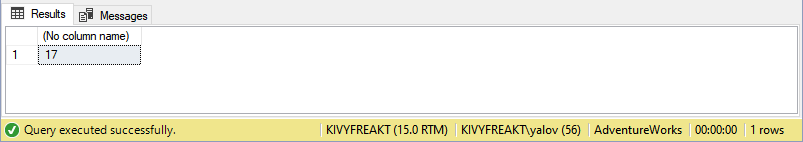 Results Messages
(No column name)
1 17
Query executed successfully. KIVYFREAKT (15.0 RTM) KIVYFREAKT\yalov (56) AdventureWorks 00:00:00 1 rows